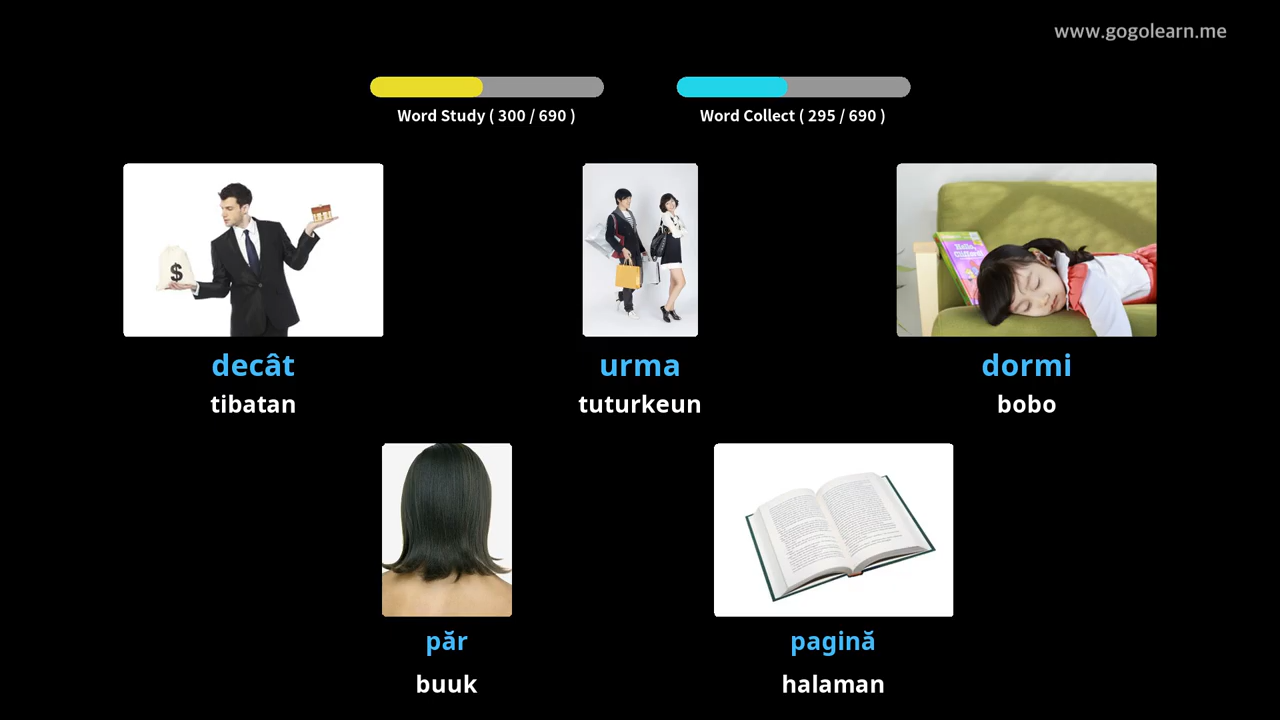 www.gogolearn.me
Word Study ( 300 / 690 )
Word Collect ( 295 / 690 )
$
decât
tibatan
urma
tuturkeun
dormi
bobo
păr
buuk
pagină
halaman